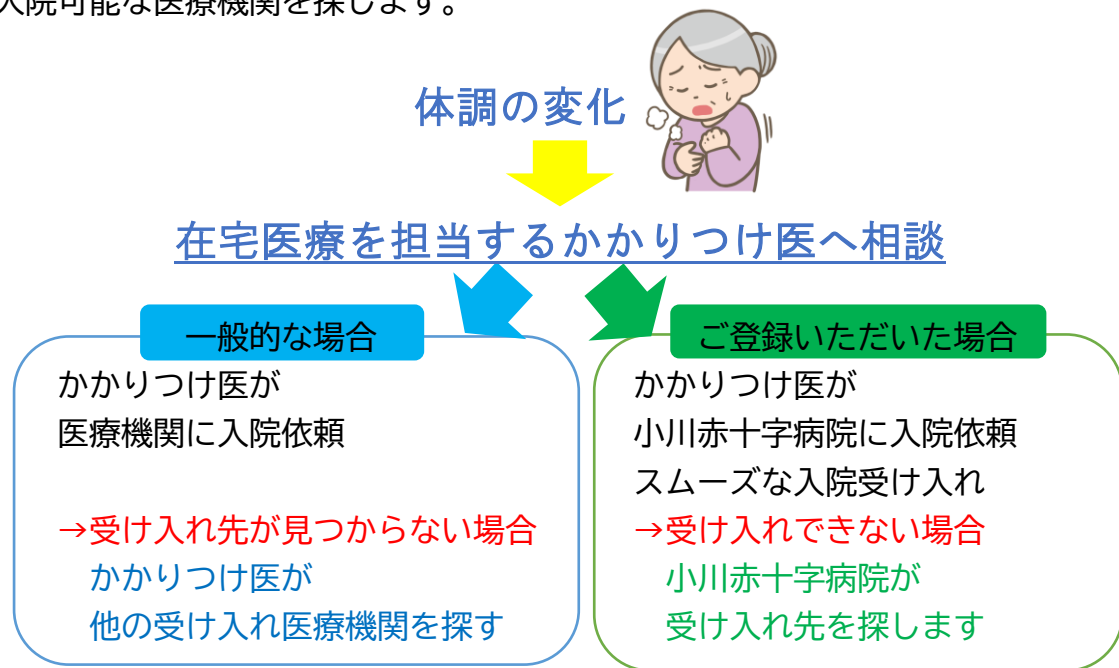 入院可能な医療機関を探します。
体調の変化
在宅医療を担当するかかりつけ医へ相談
一般的な場合
かかりつけ医が
医療機関に入院依頼
→受け入れ先が見つからない場合
かかりつけ医が
他の受け入れ医療機関を探す
ご登録いただいた場合
かかりつけ医が
小川赤十字病院に入院依頼
スムーズな入院受け入れ
→受け入れできない場合
小川赤十字病院が
受け入れ先を探します